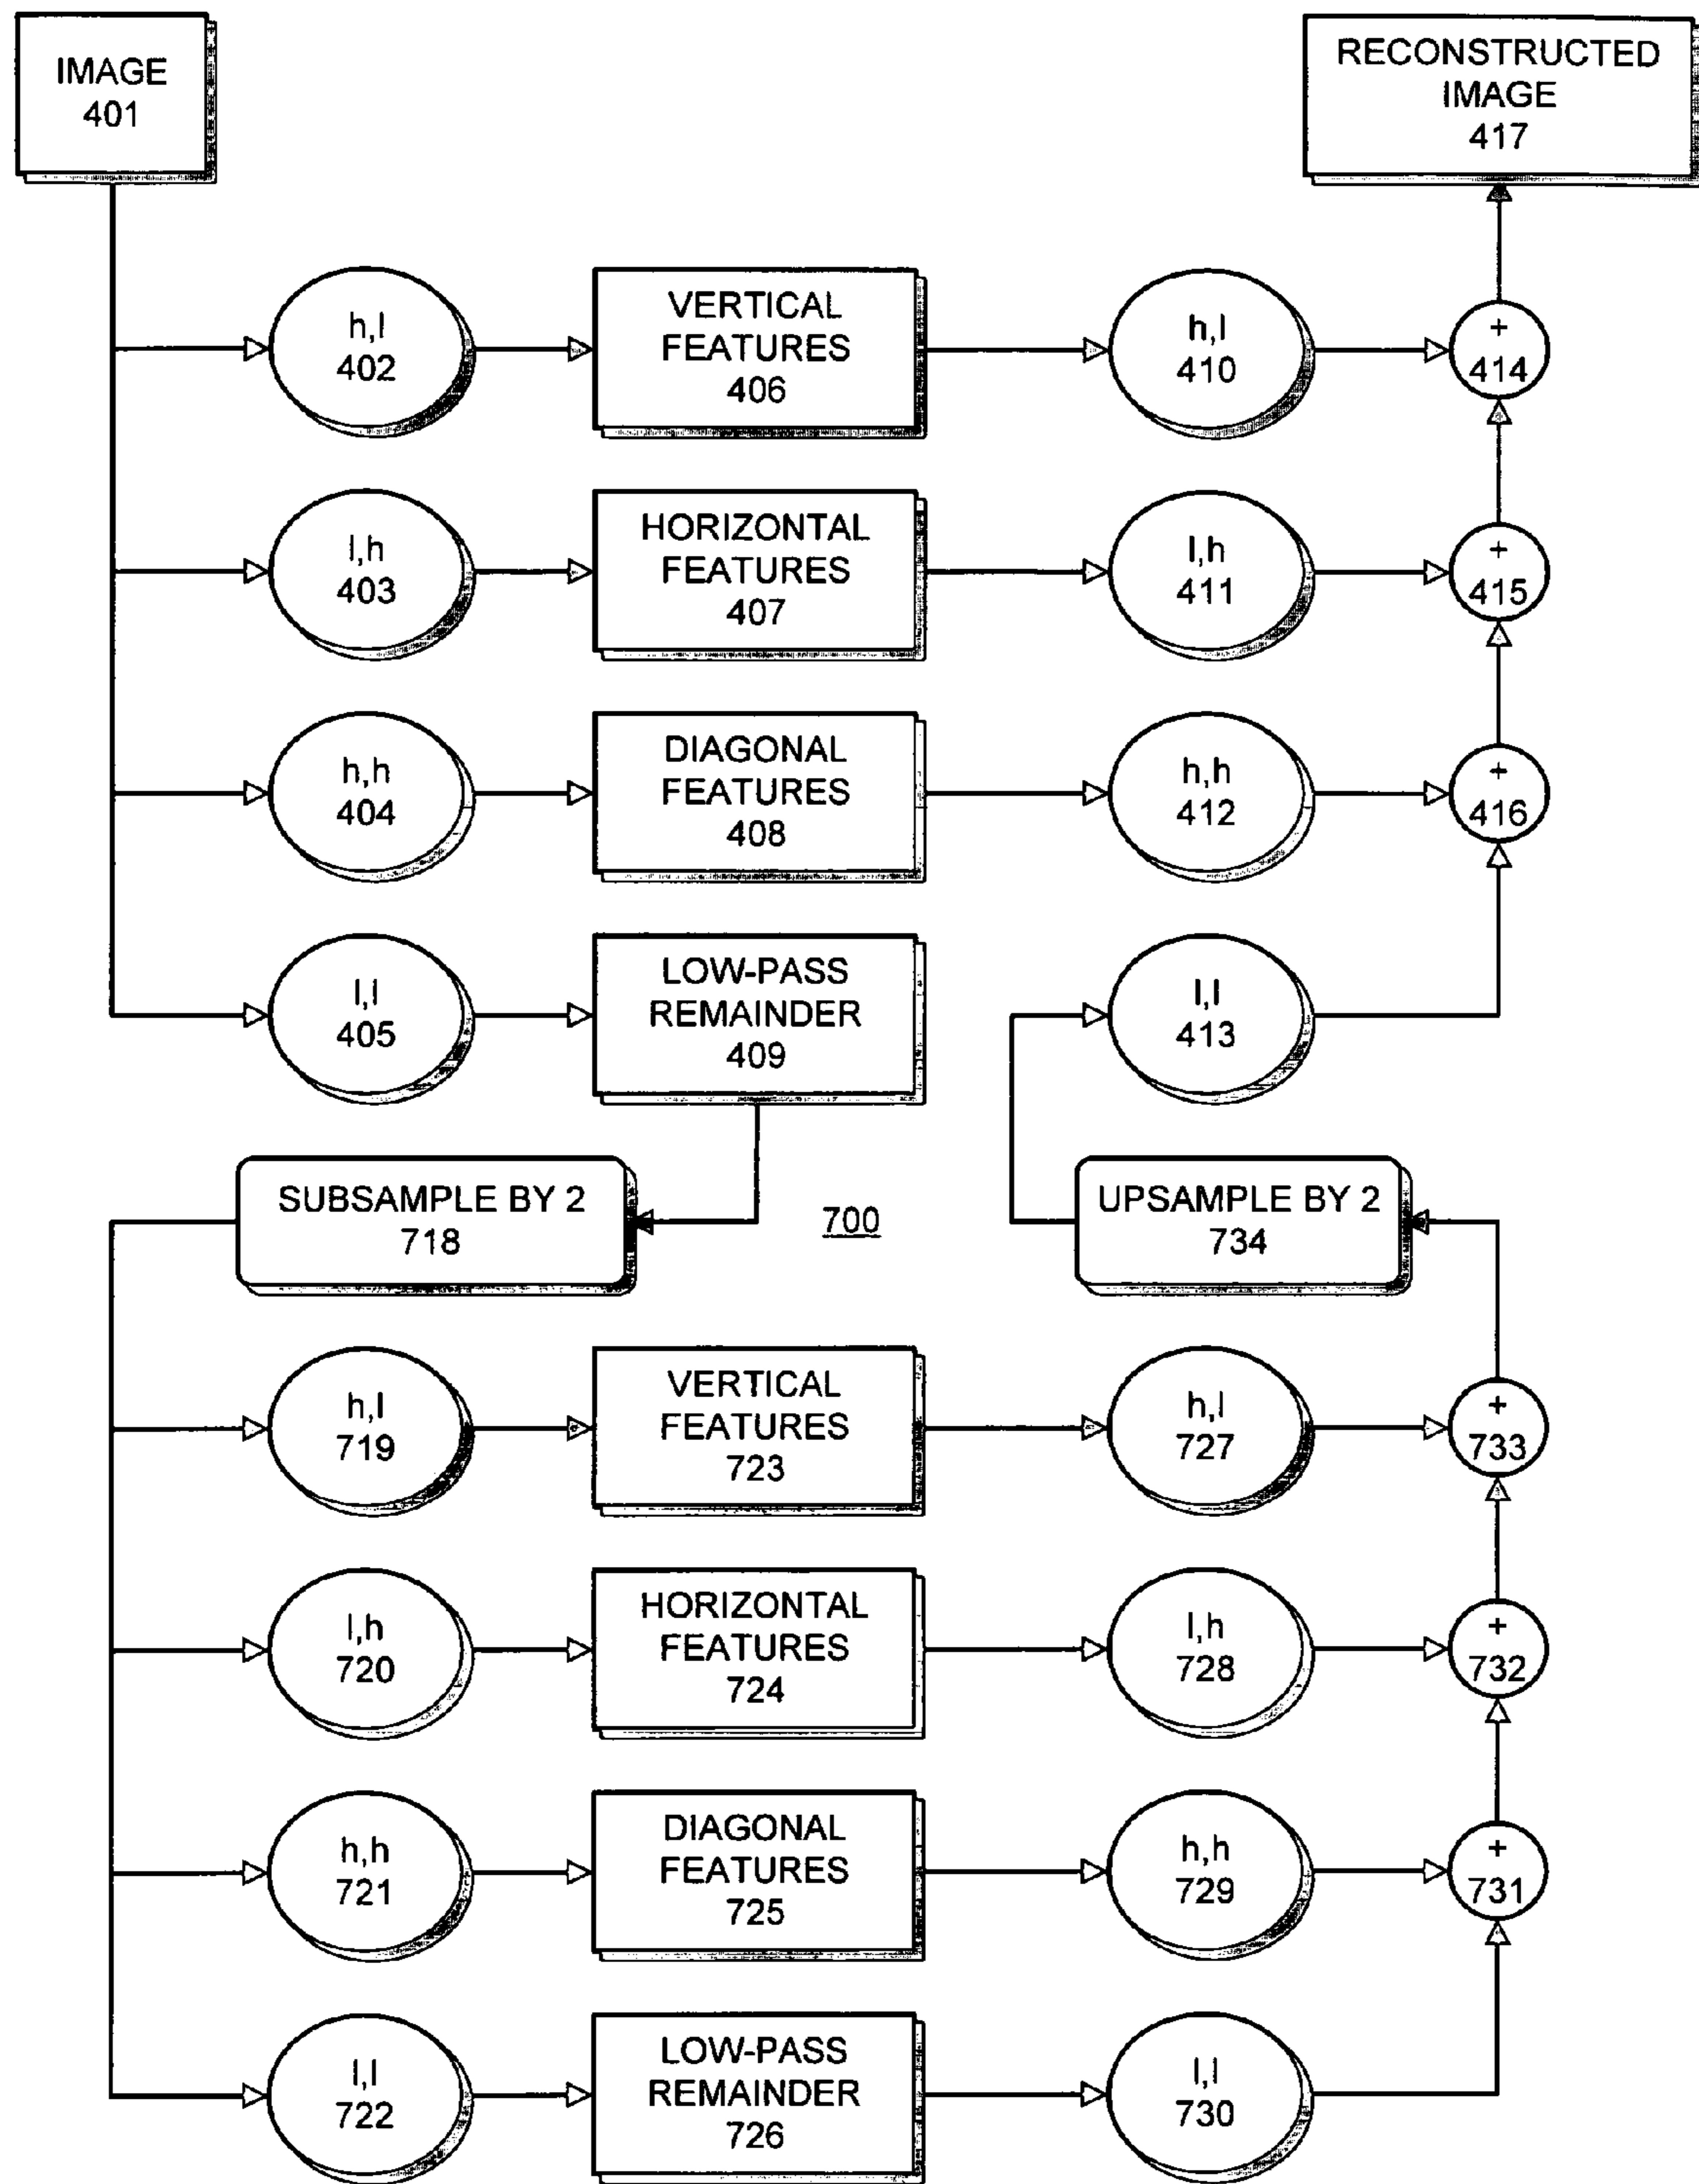 IMAGE
401
RECONSTRUCTED
IMAGE
417
h,l
402
VERTICAL
FEATURES
406
h,l
410
+
414
l,h
403
HORIZONTAL
FEATURES
407
l,h
411
+
415
h,h
404
DIAGONAL
FEATURES
408
h,h
412
+
416
l,l
405
LOW-PASS
REMAINDER
409
l,l
413
SUBSAMPLE BY 2
718
700
UPSAMPLE BY 2
734
h,l
719
VERTICAL
FEATURES
723
h,l
727
+
733
l,h
720
HORIZONTAL
FEATURES
724
l,h
728
+
732
h,h
721
DIAGONAL
FEATURES
725
h,h
729
+
731
l,l
722
LOW-PASS
REMAINDER
726
l,l
730